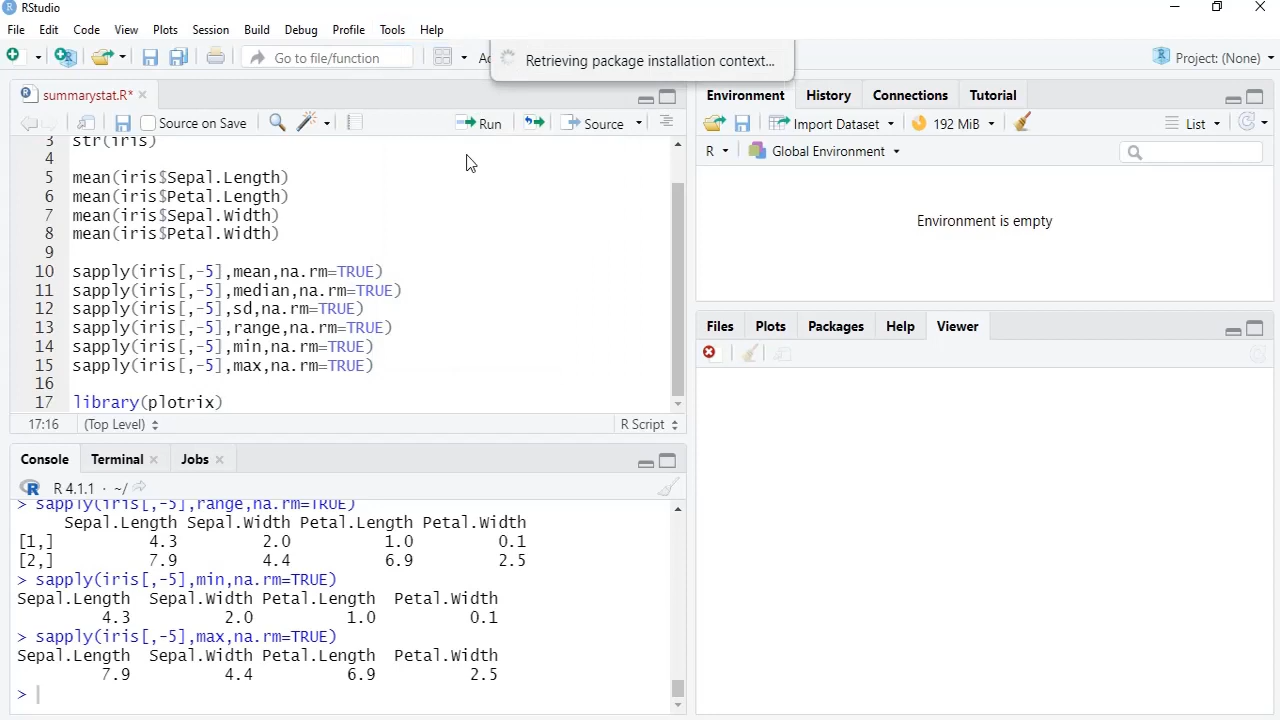 RStudio
File Edit Code View Plots Session Build Debug Profile Tools Help
Go to file/function
Retrieving package installation context...
Project: (None)
summarystat.R*
Source on Save
Run
Source
3 str(iris)
4
5 mean(iris$Sepal.Length)
6 mean(iris$Petal.Length)
7 mean(iris$Sepal.Width)
8 mean(iris$Petal.Width)
9
10 sapply(iris[,-5],mean,na.rm=TRUE)
11 sapply(iris[,-5],median,na.rm=TRUE)
12 sapply(iris[,-5],sd,na.rm=TRUE)
13 sapply(iris[,-5],range,na.rm=TRUE)
14 sapply(iris[,-5],min,na.rm=TRUE)
15 sapply(iris[,-5],max,na.rm=TRUE)
16
17 library(plotrix)
17:16 (Top Level) R Script
Console Terminal Jobs
R 4.1.1 · ~/
> sapply(iris[,-5],range,na.rm=TRUE)
Sepal.Length Sepal.Width Petal.Length Petal.Width
[1,] 4.3 2.0 1.0 0.1
[2,] 7.9 4.4 6.9 2.5
> sapply(iris[,-5],min,na.rm=TRUE)
Sepal.Length Sepal.Width Petal.Length Petal.Width
4.3 2.0 1.0 0.1
> sapply(iris[,-5],max,na.rm=TRUE)
Sepal.Length Sepal.Width Petal.Length Petal.Width
7.9 4.4 6.9 2.5
>
Environment History Connections Tutorial
Import Dataset 192 MiB List
R Global Environment
Environment is empty
Files Plots Packages Help Viewer